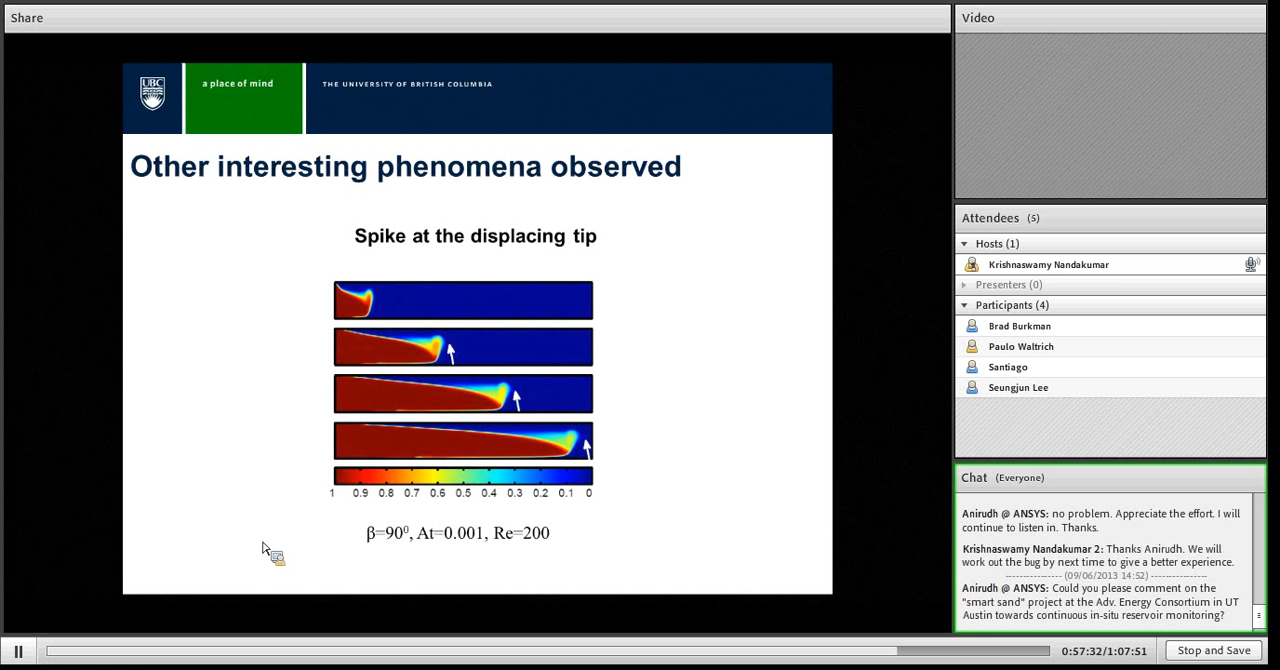 Share
UBC
a place of mind
THE UNIVERSITY OF BRITISH COLUMBIA
Other interesting phenomena observed
Spike at the displacing tip
1 0.9 0.8 0.7 0.6 0.5 0.4 0.3 0.2 0.1 0
β=90⁰, At=0.001, Re=200
Video
Attendees (5)
Hosts (1)
Krishnaswamy Nandakumar
Presenters (0)
Participants (4)
Brad Burkman
Paulo Waltrich
Santiago
Seungjun Lee
Chat (Everyone)
Anirudh @ ANSYS: no problem. Appreciate the effort. I will
continue to listen in. Thanks.
Krishnaswamy Nandakumar 2: Thanks Anirudh. We will
work out the bug by next time to give a better experience.
---------------- (09/06/2013 14:52) ----------------
Anirudh @ ANSYS: Could you please comment on the
"smart sand" project at the Adv. Energy Consortium in UT
Austin towards continuous in-situ reservoir monitoring?
0:57:32/1:07:51
Stop and Save